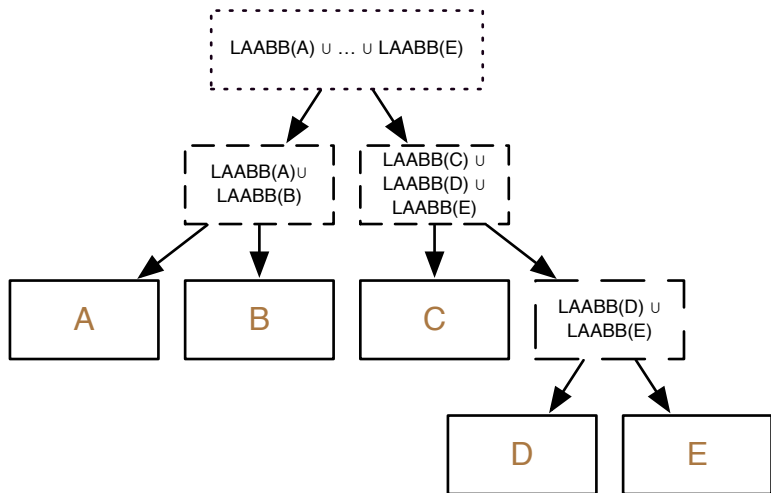 LAABB(A) ∪ … ∪ LAABB(E)
LAABB(A)∪
LAABB(B)
LAABB(C) ∪
LAABB(D) ∪
LAABB(E)
A
B
C
LAABB(D) ∪
LAABB(E)
D
E